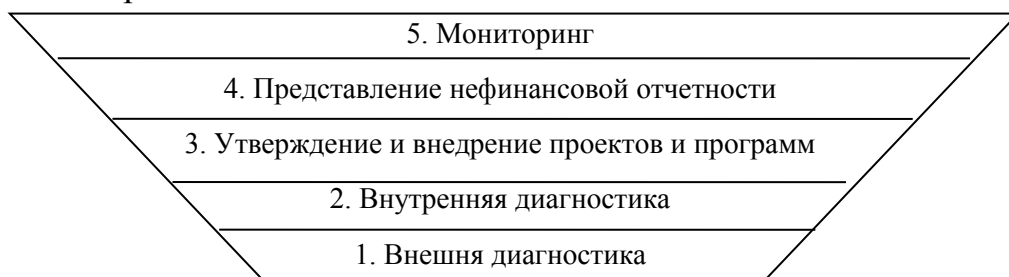 5. Мониторинг
4. Представление нефинансовой отчетности
3. Утверждение и внедрение проектов и программ
2. Внутренняя диагностика
1. Внешня диагностика